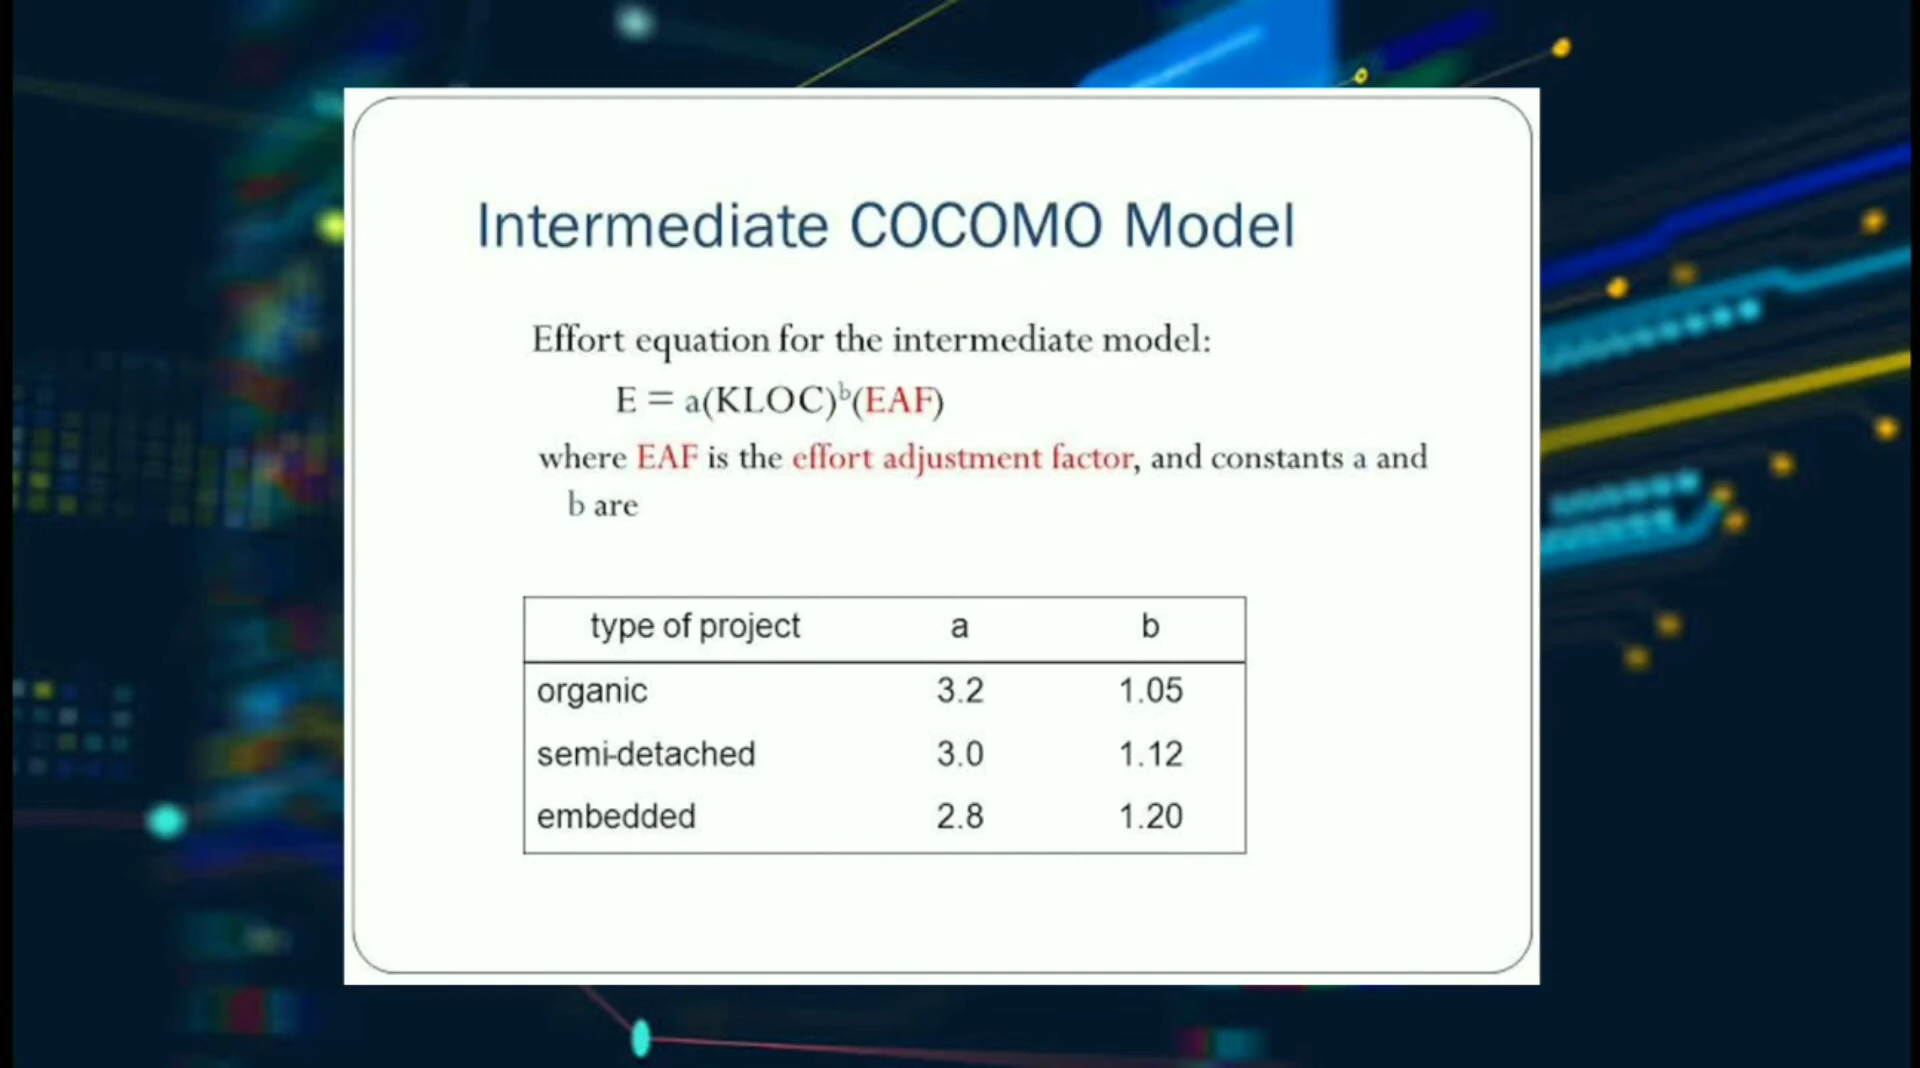 Intermediate COCOMO Model
Effort equation for the intermediate model:
E = a(KLOC)ᵇ(EAF)
where EAF is the effort adjustment factor, and constants a and
b are
type of project a b
organic 3.2 1.05
semi-detached 3.0 1.12
embedded 2.8 1.20